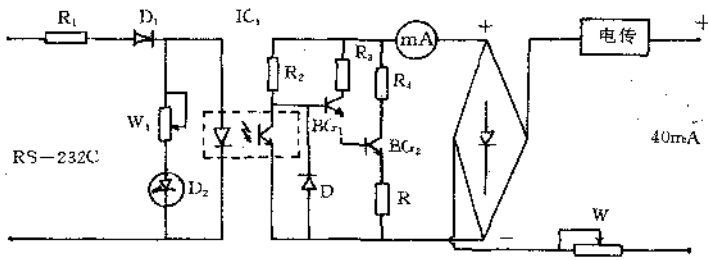 R₁
D₁
IC₁
mA
+
电传
+
R₃
R₂
R₄
W₁
BG₁
BG₂
RS-232C
D₂
D
R
40mA
−
W